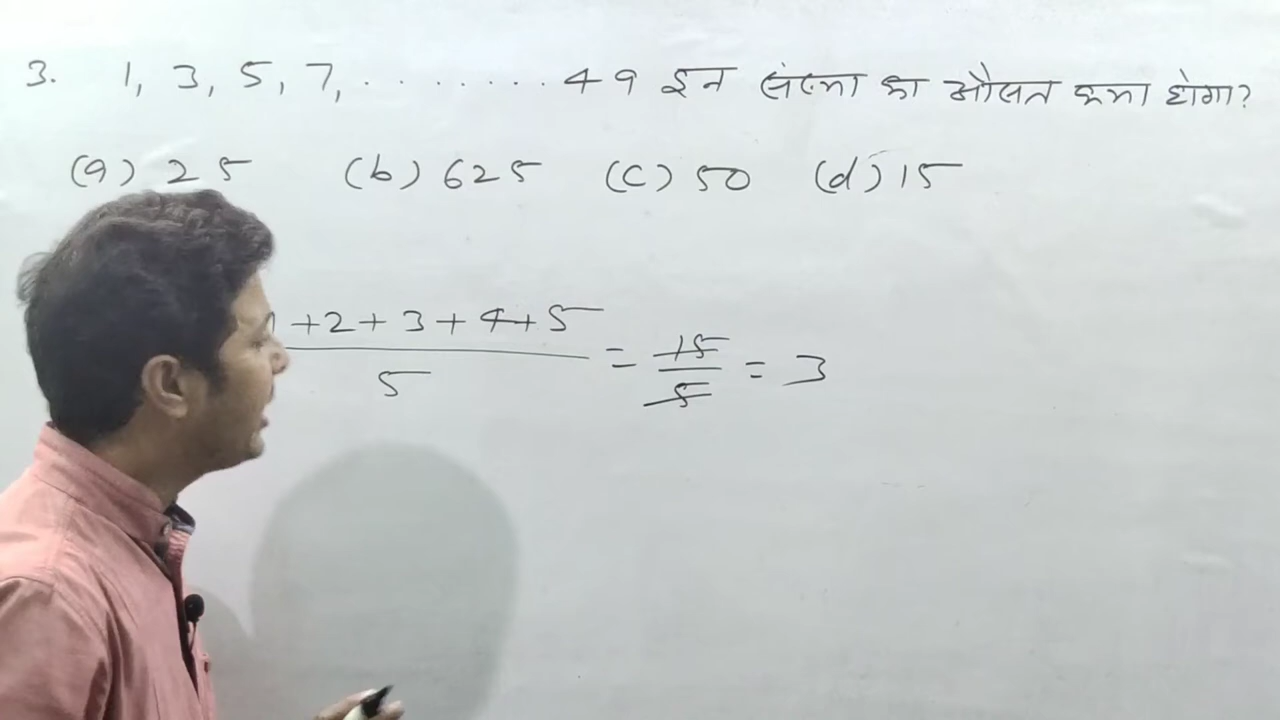 3. 1, 3, 5, 7, ........ 49 इन संख्या का औसत क्या होगा?
(a) 25 (b) 625 (c) 50 (d) 15
1+2+3+4+5
5
= 15/5 = 3